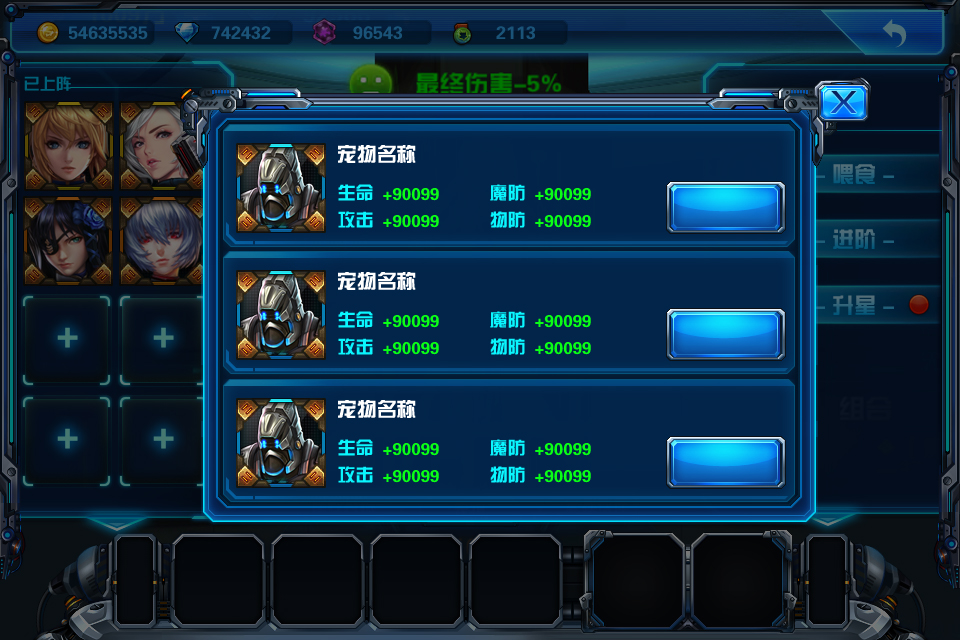 54635535 742432 96543 2113
已上阵
最终伤害-5%
X
宠物名称
生命 +90099 魔防 +90099
攻击 +90099 物防 +90099
宠物名称
生命 +90099 魔防 +90099
攻击 +90099 物防 +90099
宠物名称
生命 +90099 魔防 +90099
攻击 +90099 物防 +90099
- 喂食 -
- 进阶 -
- 升星 -